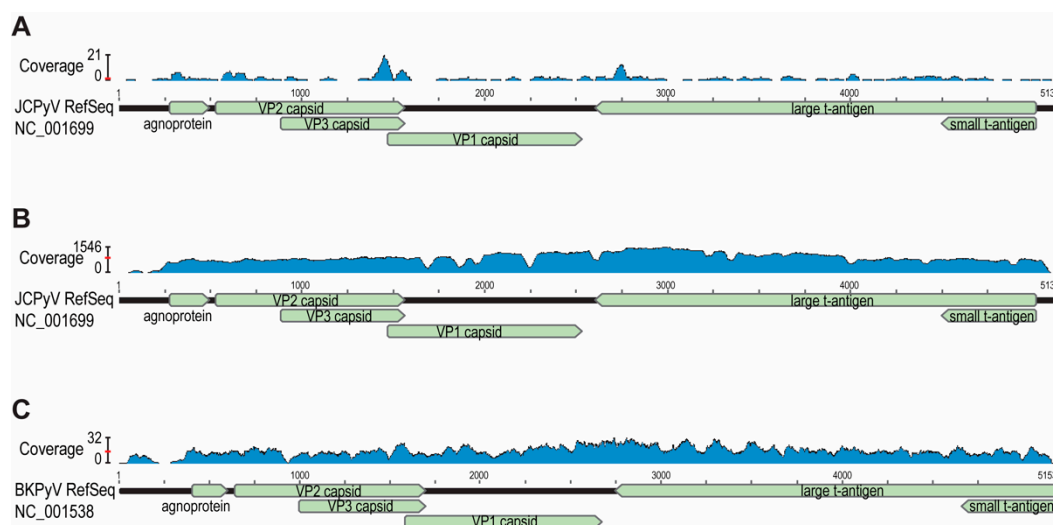 A
Coverage 21
0
1 1000 2000 3000 4000 513
JCPyV RefSeq VP2 capsid large t-antigen
NC_001699 agnoprotein VP3 capsid small t-antigen
VP1 capsid
B
Coverage 1546
0
1 1000 2000 3000 4000 513
JCPyV RefSeq VP2 capsid large t-antigen
NC_001699 agnoprotein VP3 capsid small t-antigen
VP1 capsid
C
Coverage 32
0
1 1000 2000 3000 4000 515
BKPyV RefSeq VP2 capsid large t-antigen
NC_001538 agnoprotein VP3 capsid small t-antigen
VP1 capsid